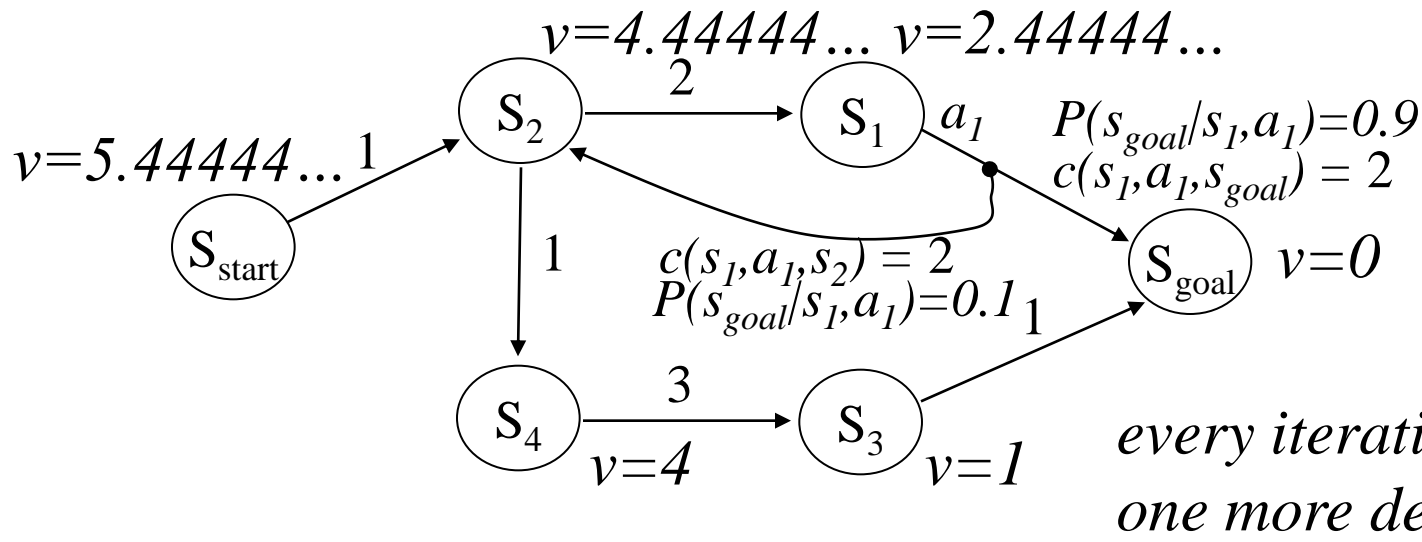 v=4.44444... v=2.44444...
2
S2
S1
a1
P(sgoal/s1,a1)=0.9
c(s1,a1,sgoal) = 2
v=5.44444...
1
Sstart
1
c(s1,a1,s2) = 2
P(sgoal/s1,a1)=0.1
1
Sgoal
v=0
3
S4
S3
v=4
v=1
every
one more